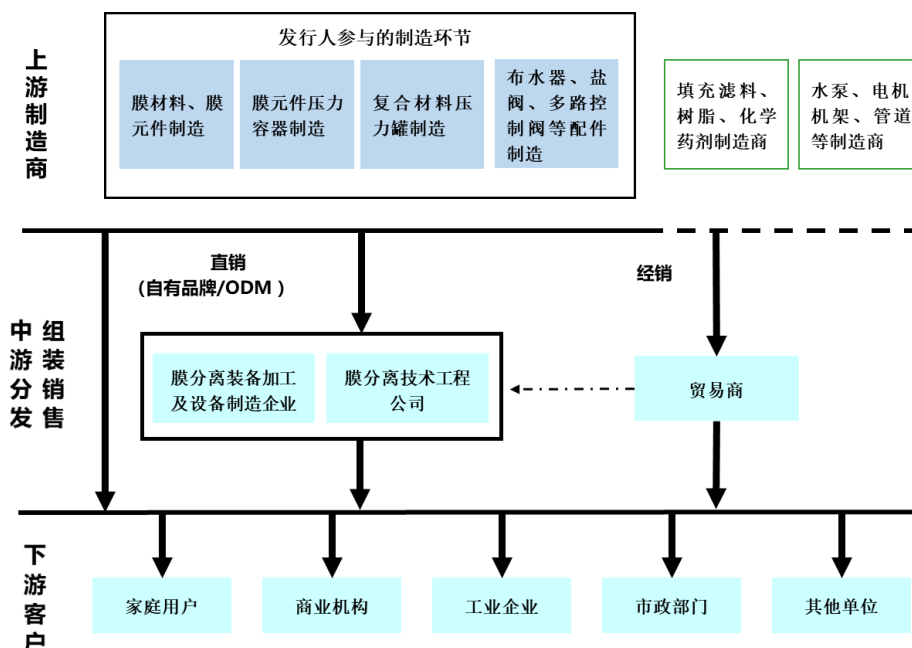 上游制造商
发行人参与的制造环节
膜材料、膜
元件制造
膜元件压力
容器制造
复合材料压
力罐制造
布水器、盐
阀、多路控
制阀等配件
制造
填充滤料、
树脂、化学
药剂制造商
水泵、电机
机架、管道
等制造商
直销
（自有品牌/ODM ）
经销
中游分发
组装销售
膜分离装备加工
及设备制造企业
膜分离技术工程
公司
贸易商
下游客户
家庭用户
商业机构
工业企业
市政部门
其他单位